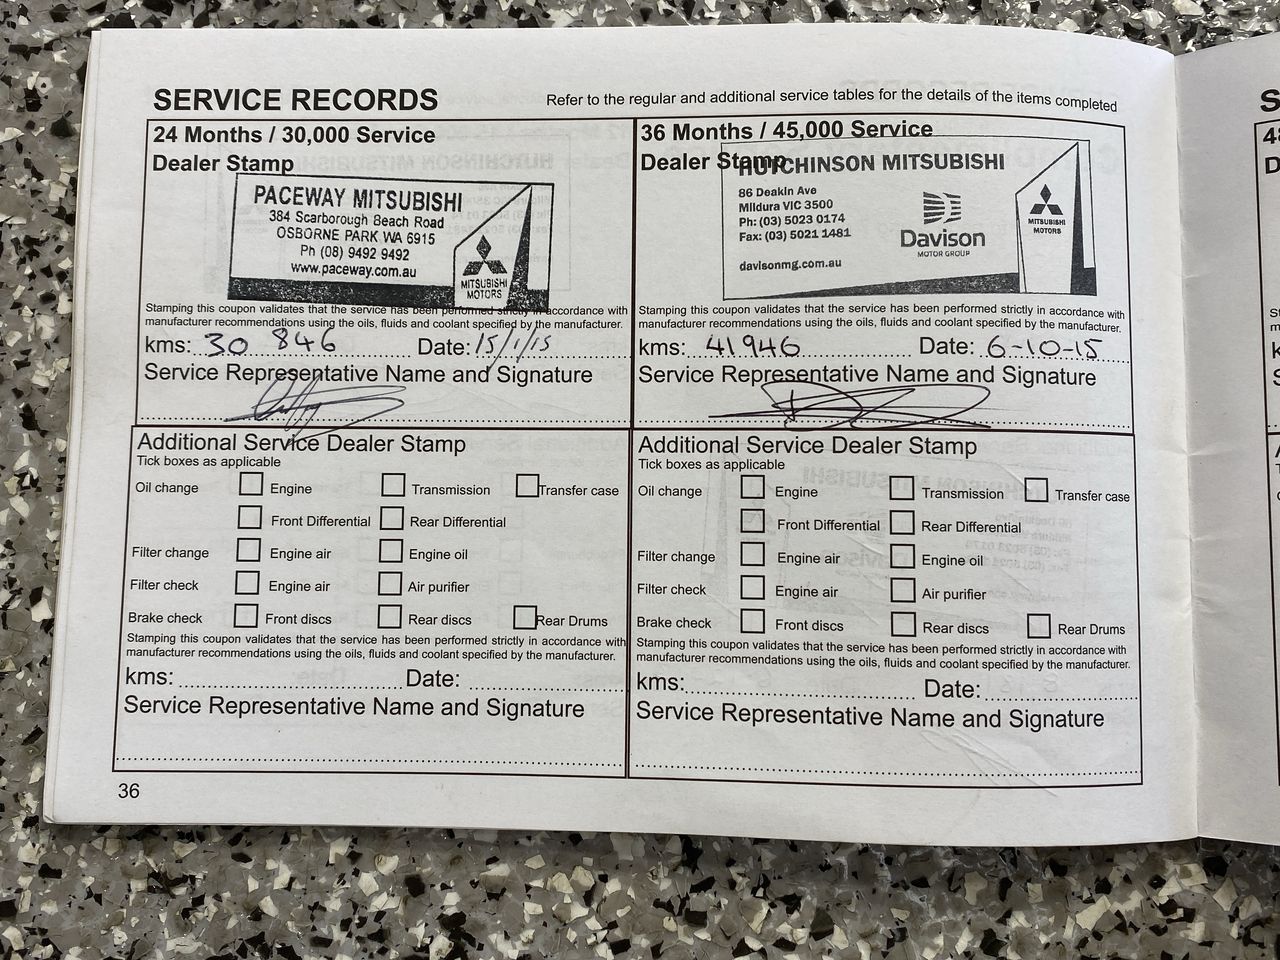 SERVICE RECORDS
Refer to the regular and additional service tables for the details of the items completed
24 Months / 30,000 Service
Dealer Stamp
PACEWAY MITSUBISHI
384 Scarborough Beach Road
OSBORNE PARK WA 6915
Ph (08) 9492 9492
www.paceway.com.au
MITSUBISHI
MOTORS
Stamping this coupon validates that the service has been performed strictly in accordance with
manufacturer recommendations using the oils, fluids and coolant specified by the manufacturer.
kms: 30 846 Date: 15/1/15
Service Representative Name and Signature
Additional Service Dealer Stamp
Tick boxes as applicable
Oil change Engine Transmission Transfer case
Front Differential Rear Differential
Filter change Engine air Engine oil
Filter check Engine air Air purifier
Brake check Front discs Rear discs Rear Drums
Stamping this coupon validates that the service has been performed strictly in accordance with
manufacturer recommendations using the oils, fluids and coolant specified by the manufacturer.
kms: Date:
Service Representative Name and Signature
36 Months / 45,000 Service
Dealer Stamp
HUTCHINSON MITSUBISHI
86 Deakin Ave
Mildura VIC 3500
Ph: (03) 5023 0174
Fax: (03) 5021 1481
davisonmg.com.au
Davison
MOTOR GROUP
MITSUBISHI
MOTORS
Stamping this coupon validates that the service has been performed strictly in accordance with
manufacturer recommendations using the oils, fluids and coolant specified by the manufacturer.
kms: 41946 Date: 6-10-15
Service Representative Name and Signature
Additional Service Dealer Stamp
Tick boxes as applicable
Oil change Engine Transmission Transfer case
Front Differential Rear Differential
Filter change Engine air Engine oil
Filter check Engine air Air purifier
Brake check Front discs Rear discs Rear Drums
Stamping this coupon validates that the service has been performed strictly in accordance with
manufacturer recommendations using the oils, fluids and coolant specified by the manufacturer.
kms: Date:
Service Representative Name and Signature
36